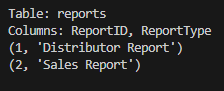 Table: reports
Columns: ReportID, ReportType
(1, 'Distributor Report')
(2, 'Sales Report')